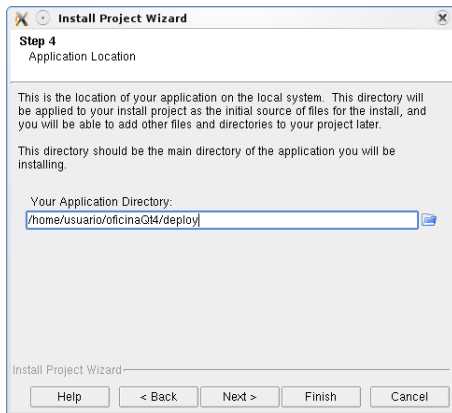 Install Project Wizard
Step 4
Application Location
This is the location of your application on the local system. This directory will
be applied to your install project as the initial source of files for the install, and
you will be able to add other files and directories to your project later.
This directory should be the main directory of the application you will be
installing.
Your Application Directory:
/home/usuario/oficinaQt4/deploy
Install Project Wizard
Help
< Back
Next >
Finish
Cancel